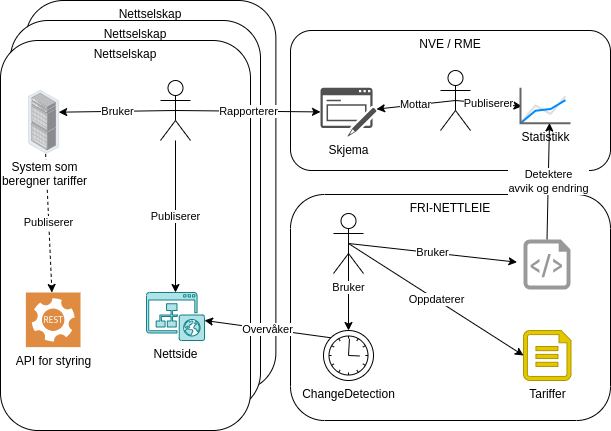 Nettselskap
Nettselskap
Nettselskap
Bruker
System som
beregner tariffer
Publiserer
REST
API for styring
Publiserer
Nettside
Rapporterer
NVE / RME
Skjema
Mottar
Publiserer
Statistikk
Detektere
avvik og endring
FRI-NETTLEIE
Bruker
Bruker
Oppdaterer
Overvåker
ChangeDetection
Tariffer